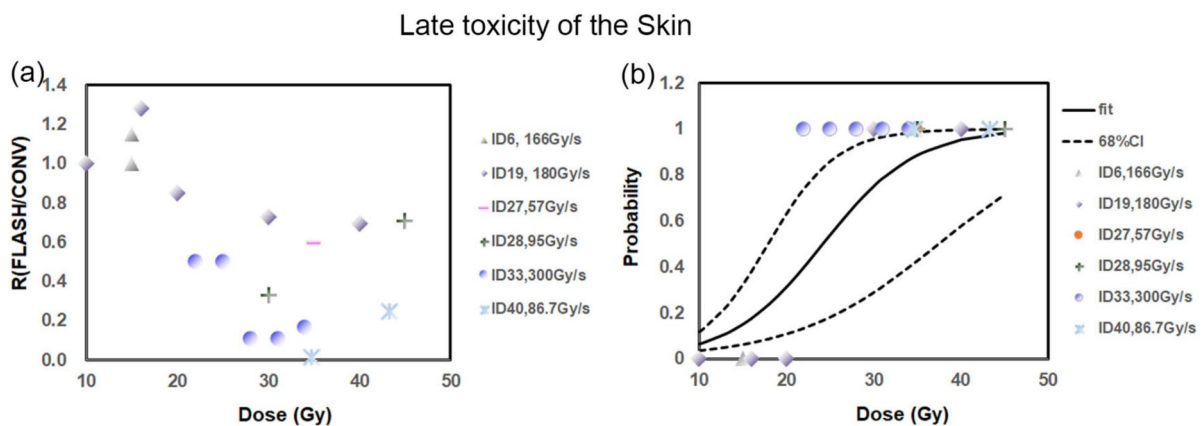 Late toxicity of the Skin
(a)
R(FLASH/CONV)
1.4
1.2
1.0
0.8
0.6
0.4
0.2
0.0
10 20 30 40 50
Dose (Gy)
ID6, 166Gy/s
ID19, 180Gy/s
ID27,57Gy/s
ID28,95Gy/s
ID33,300Gy/s
ID40,86.7Gy/s
(b)
Probability
1.2
1
0.8
0.6
0.4
0.2
0
10 20 30 40 50
Dose (Gy)
fit
68%CI
ID6,166Gy/s
ID19,180Gy/s
ID27,57Gy/s
ID28,95Gy/s
ID33,300Gy/s
ID40,86.7Gy/s